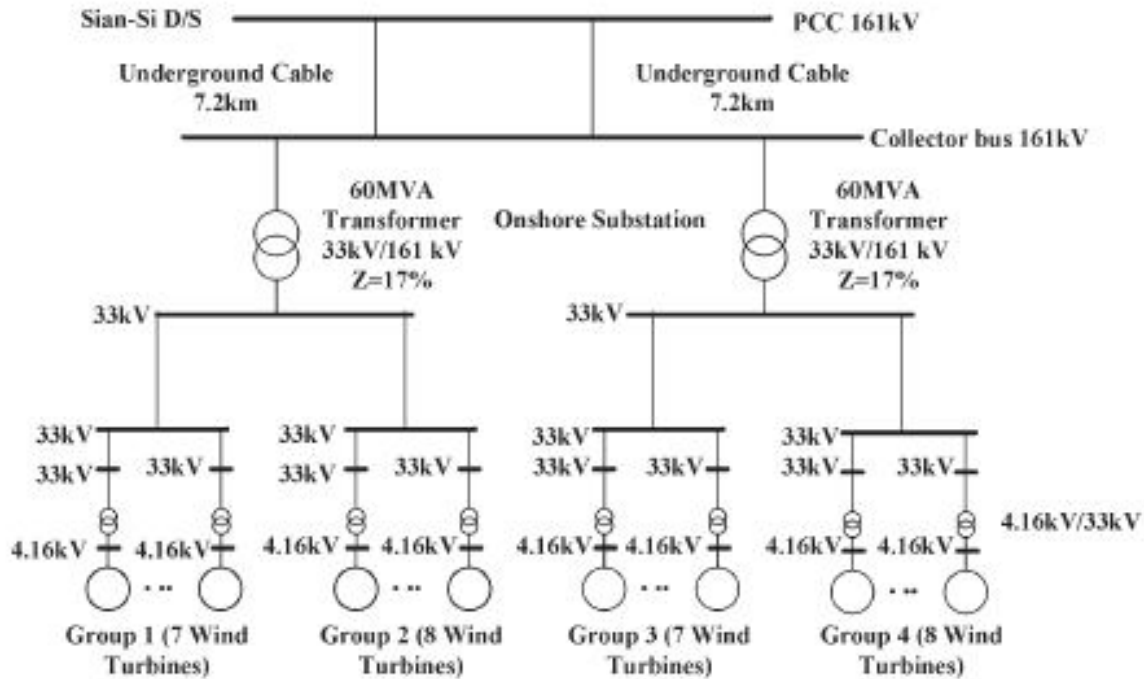 Sian-Si D/S
PCC 161kV
Underground Cable
7.2km
Underground Cable
7.2km
Collector bus 161kV
60MVA
Transformer
33kV/161 kV
Z=17%
Onshore Substation
60MVA
Transformer
33kV/161 kV
Z=17%
33kV
33kV
33kV
33kV
33kV
33kV
33kV
33kV
33kV
33kV
33kV
33kV
33kV
33kV
4.16kV/33kV
4.16kV
4.16kV
4.16kV
4.16kV
4.16kV
4.16kV
4.16kV
4.16kV
Group 1 (7 Wind
Turbines)
Group 2 (8 Wind
Turbines)
Group 3 (7 Wind
Turbines)
Group 4 (8 Wind
Turbines)